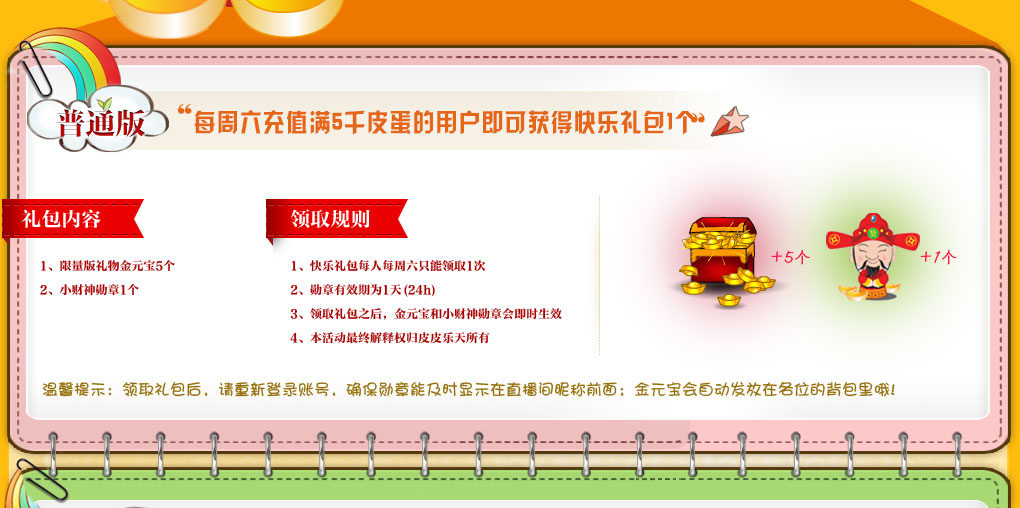 普通版
“每周六充值满5千皮蛋的用户即可获得快乐礼包1个”
礼包内容
1、限量版礼物金元宝5个
2、小财神勋章1个
领取规则
1、快乐礼包每人每周六只能领取1次
2、勋章有效期为1天(24h)
3、领取礼包之后，金元宝和小财神勋章会即时生效
4、本活动最终解释权归皮皮乐天所有
+5个
+1个
温馨提示：领取礼包后，请重新登录账号，确保勋章能及时显示在直播间昵称前面；金元宝会自动发放在各位的背包里哦!